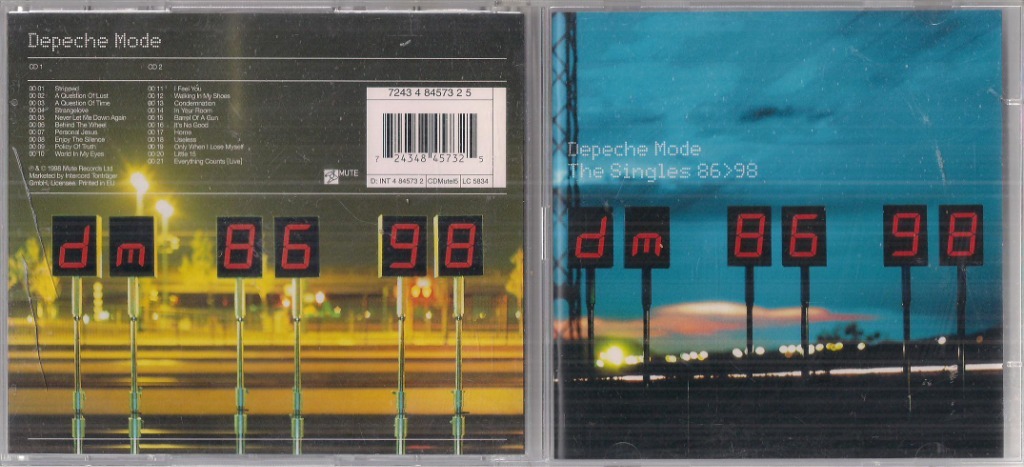 Depeche Mode
CD 1
00:01 Stripped
00:02 A Question Of Lust
00:03 A Question Of Time
00:04 Strangelove
00:05 Never Let Me Down Again
00:06 Behind The Wheel
00:07 Personal Jesus
00:08 Enjoy The Silence
00:09 Policy Of Truth
00:10 World In My Eyes
℗ & © 1998 Mute Records Ltd
Marketed by Intercord Tonträger
GmbH, Licensee. Printed in EU
CD 2
00:11 I Feel You
00:12 Walking In My Shoes
00:13 Condemnation
00:14 In Your Room
00:15 Barrel Of A Gun
00:16 It's No Good
00:17 Home
00:18 Useless
00:19 Only When I Lose Myself
00:20 Little 15
00:21 Everything Counts [Live]
7243 4 84573 2 5
7 24348 45732 5
MUTE
D: INT 4 84573 2 CDMutel5 LC 5834
dm 86 98
Depeche Mode
The Singles 86>98
dm 86 98